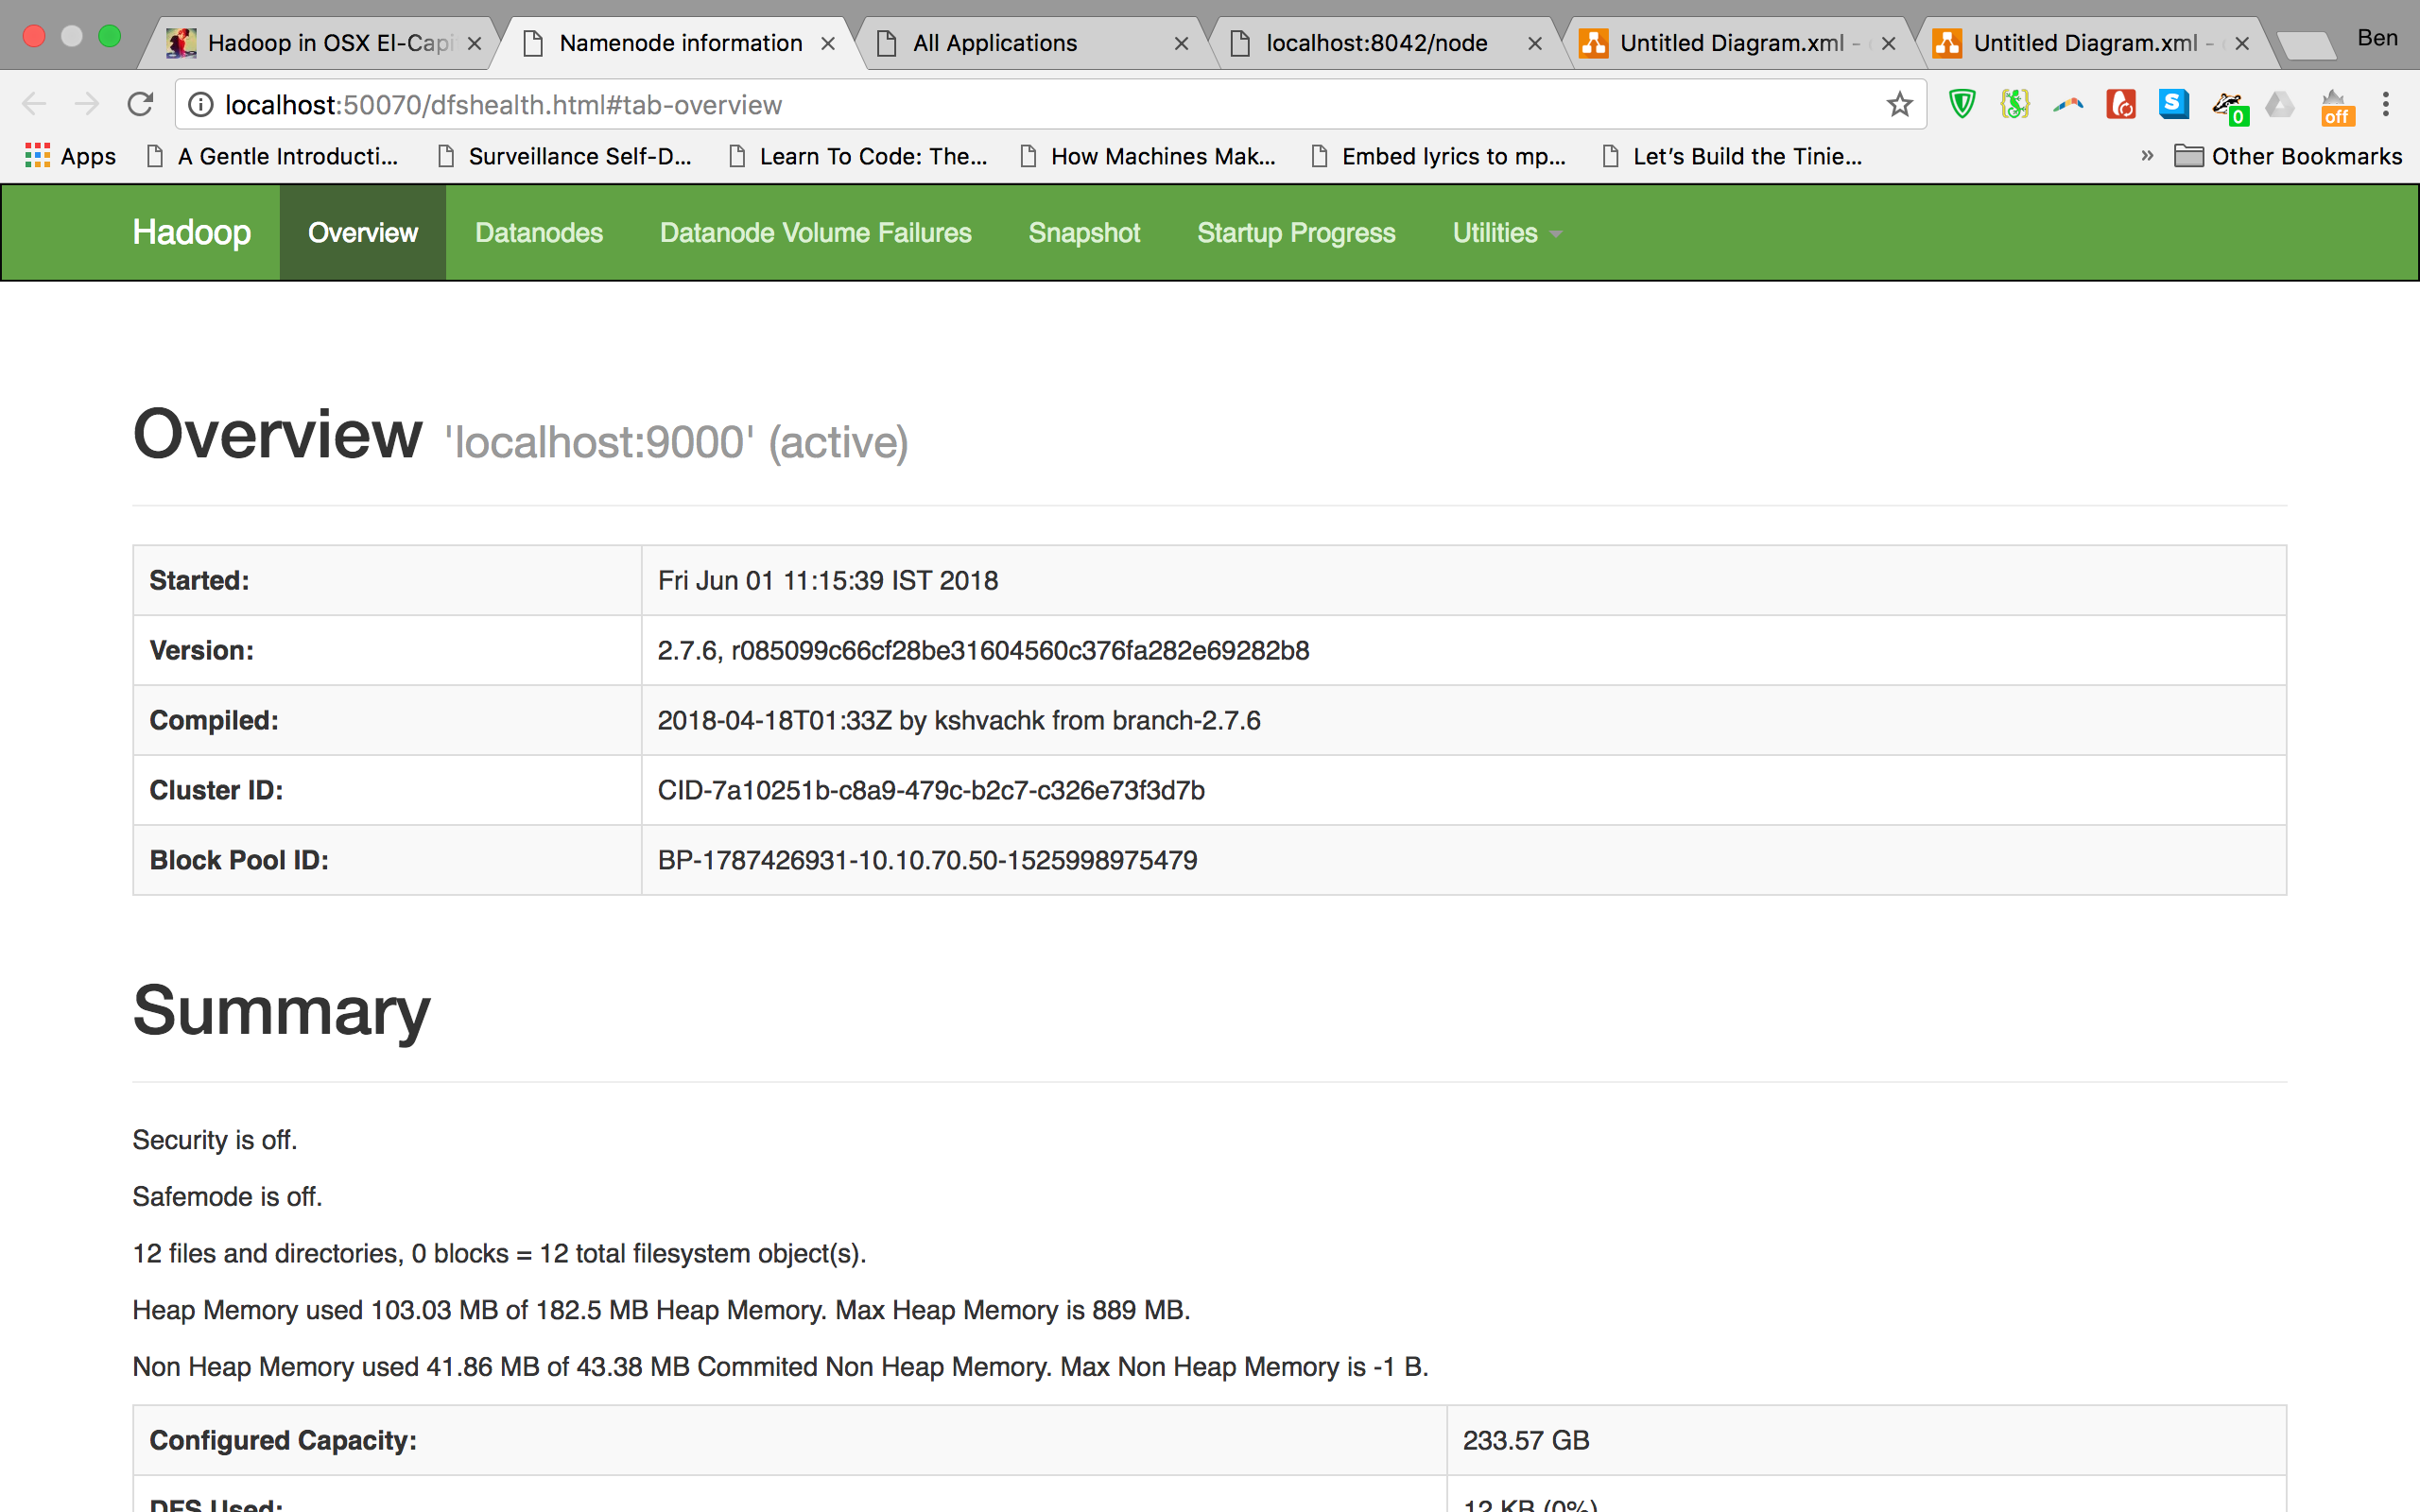 Hadoop in OSX El-Capi
Namenode information
All Applications
localhost:8042/node
Untitled Diagram.xml -
Untitled Diagram.xml -
Ben
localhost:50070/dfshealth.html#tab-overview
S
0
off
Apps
A Gentle Introducti...
Surveillance Self-D...
Learn To Code: The...
How Machines Mak...
Embed lyrics to mp...
Let’s Build the Tinie...
» Other Bookmarks
Hadoop Overview Datanodes Datanode Volume Failures Snapshot Startup Progress Utilities
Overview 'localhost:9000' (active)
Started: Fri Jun 01 11:15:39 IST 2018
Version: 2.7.6, r085099c66cf28be31604560c376fa282e69282b8
Compiled: 2018-04-18T01:33Z by kshvachk from branch-2.7.6
Cluster ID: CID-7a10251b-c8a9-479c-b2c7-c326e73f3d7b
Block Pool ID: BP-1787426931-10.10.70.50-1525998975479
Summary
Security is off.
Safemode is off.
12 files and directories, 0 blocks = 12 total filesystem object(s).
Heap Memory used 103.03 MB of 182.5 MB Heap Memory. Max Heap Memory is 889 MB.
Non Heap Memory used 41.86 MB of 43.38 MB Commited Non Heap Memory. Max Non Heap Memory is -1 B.
Configured Capacity: 233.57 GB
DFS Used: 12 KB (0%)